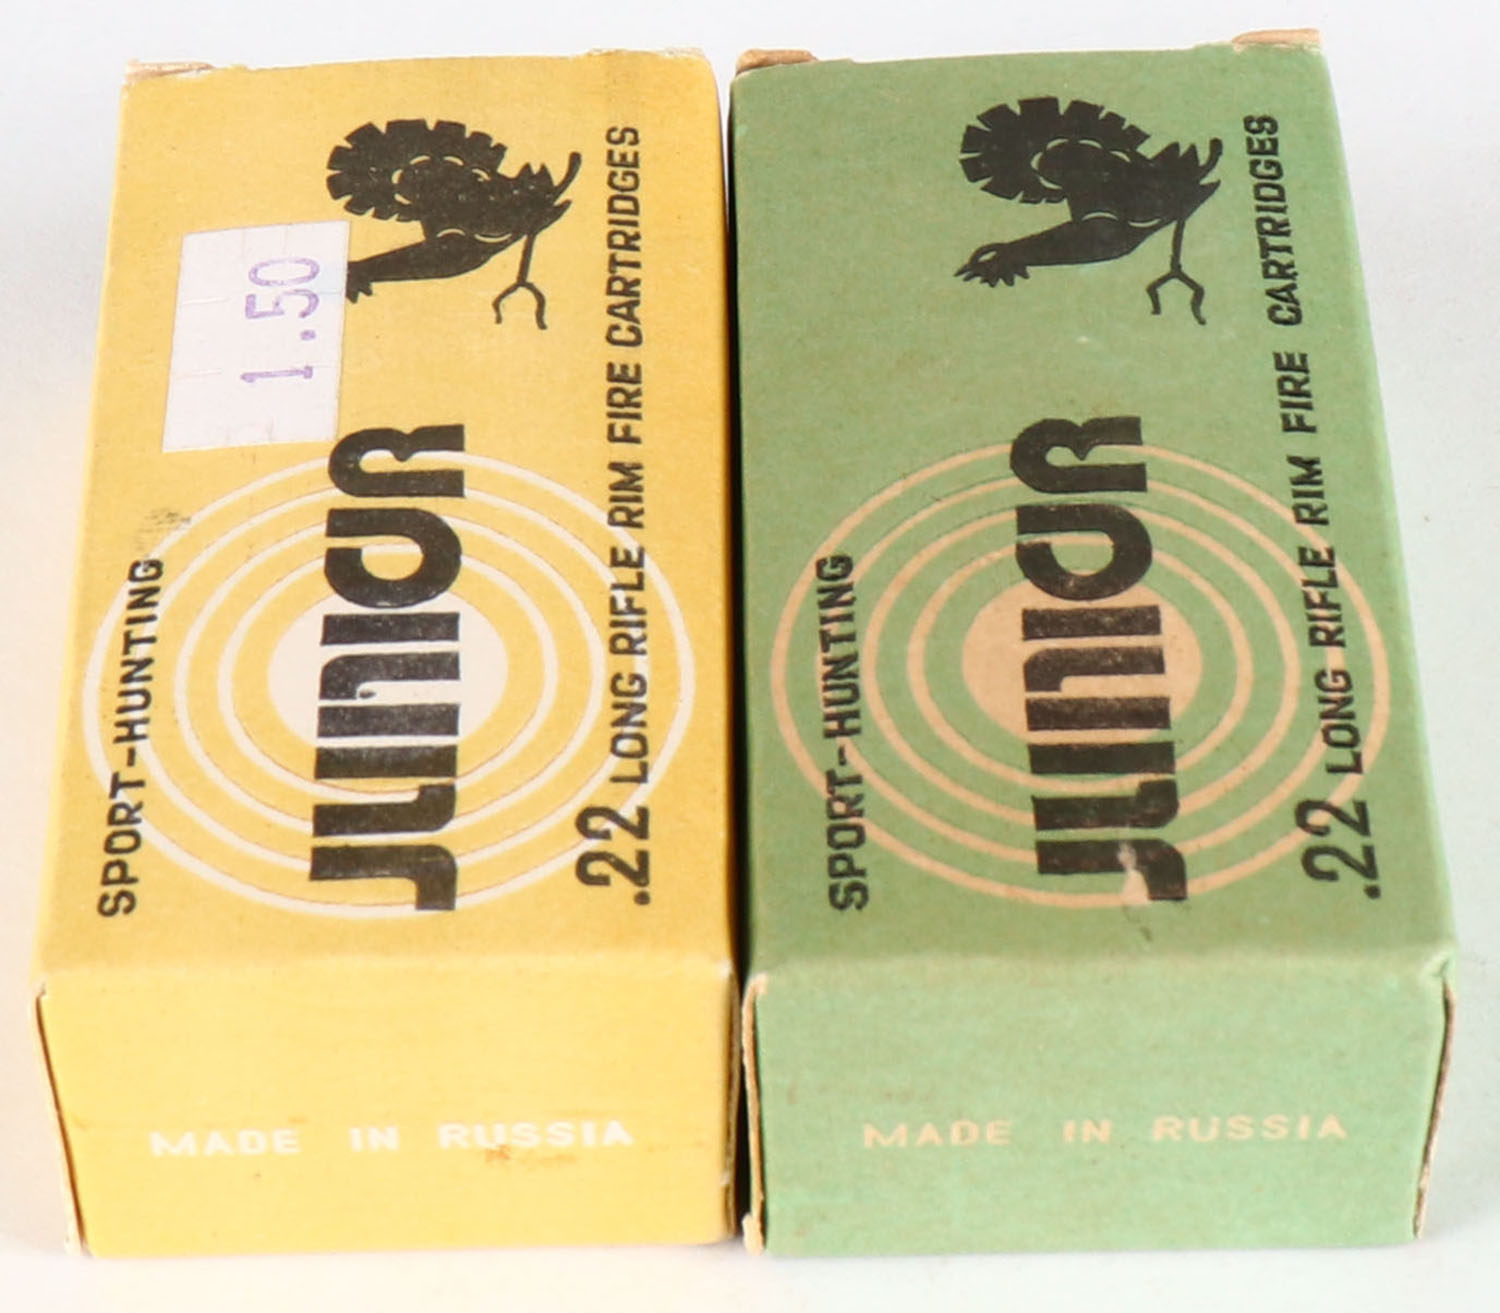 SPORT-HUNTING
1.50
JUNIOR
.22 LONG RIFLE RIM FIRE CARTRIDGES
MADE IN RUSSIA
SPORT-HUNTING
JUNIOR
.22 LONG RIFLE RIM FIRE CARTRIDGES
MADE IN RUSSIA